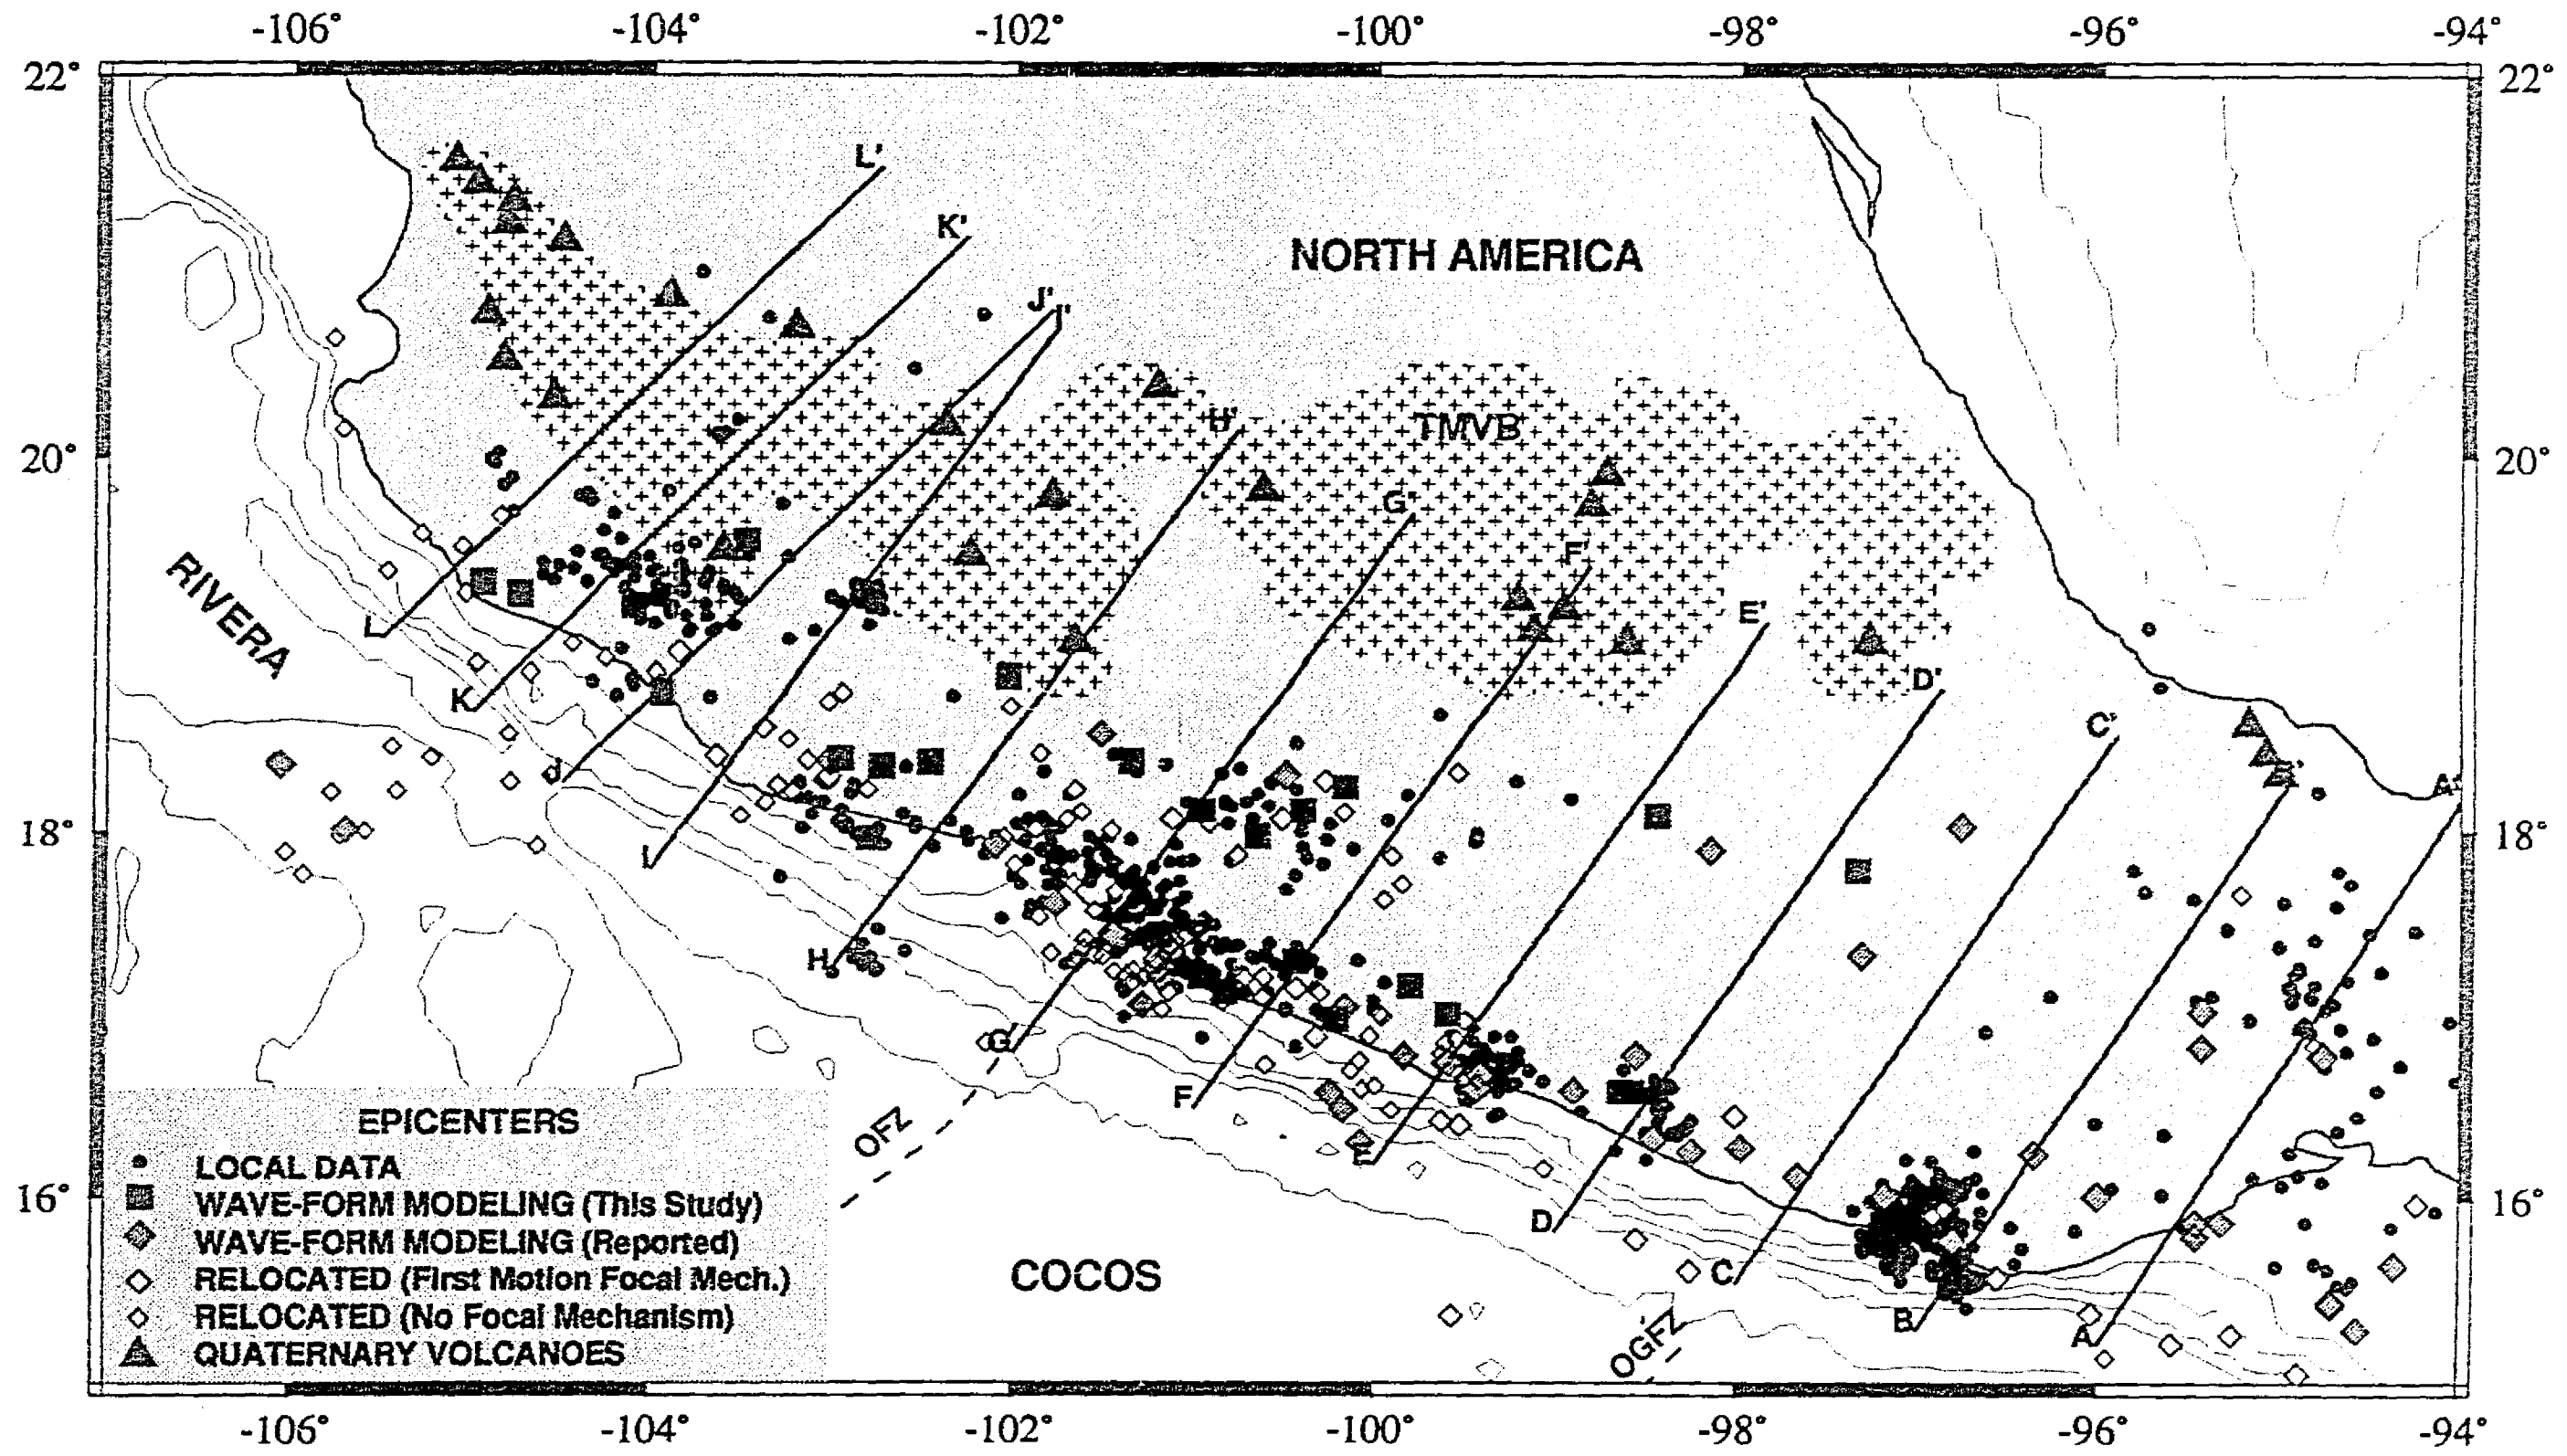 -106° -104° -102° -100° -98° -96° -94°
22° 22°
L'
K'
NORTH AMERICA
J' I'
H' TMVB
20° 20°
G'
F'
E'
RIVERA
D'
L
K
C'
J
A'
18° 18°
I
H
G
F
OFZ
E
EPICENTERS
LOCAL DATA
WAVE-FORM MODELING (This Study)
16° 16°
D
WAVE-FORM MODELING (Reported)
RELOCATED (First Motion Focal Mech.)
COCOS
C
RELOCATED (No Focal Mechanism)
B
A
QUATERNARY VOLCANOES
OGFZ
-106° -104° -102° -100° -98° -96° -94°